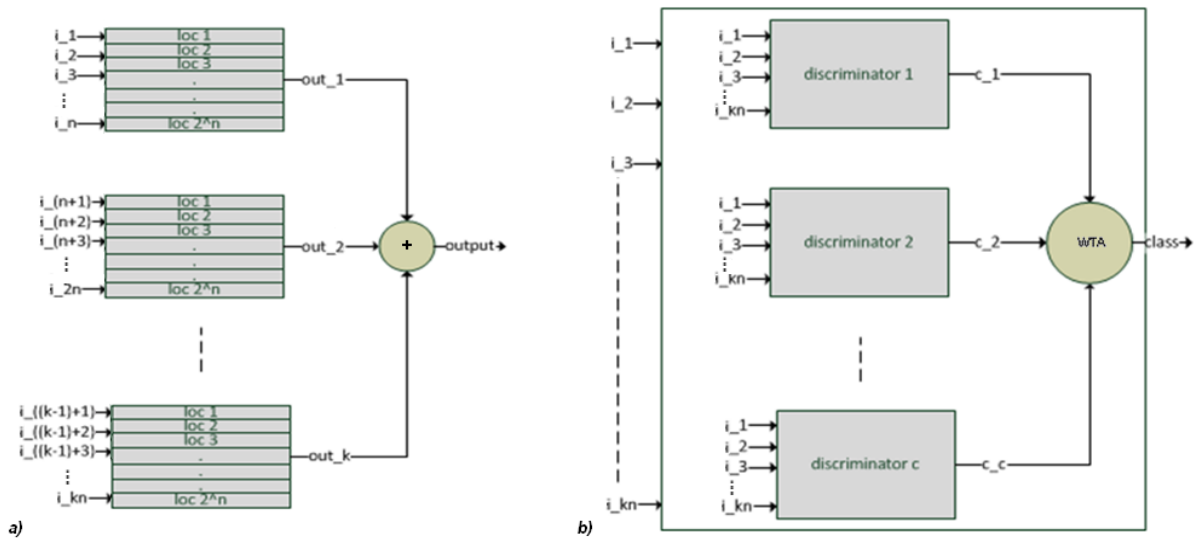 i_1
i_2
i_3
i_n
loc 1
loc 2
loc 3
.
.
.
loc 2^n
out_1
i_(n+1)
i_(n+2)
i_(n+3)
i_2n
loc 1
loc 2
loc 3
.
.
.
loc 2^n
out_2
+
output
i_((k-1)+1)
i_((k-1)+2)
i_((k-1)+3)
i_kn
loc 1
loc 2
loc 3
.
.
.
loc 2^n
out_k
a)
i_1
i_2
i_3
i_kn
i_1
i_2
i_3
i_kn
discriminator 1
c_1
i_1
i_2
i_3
i_kn
discriminator 2
c_2
WTA
class
i_1
i_2
i_3
i_kn
discriminator c
c_c
b)